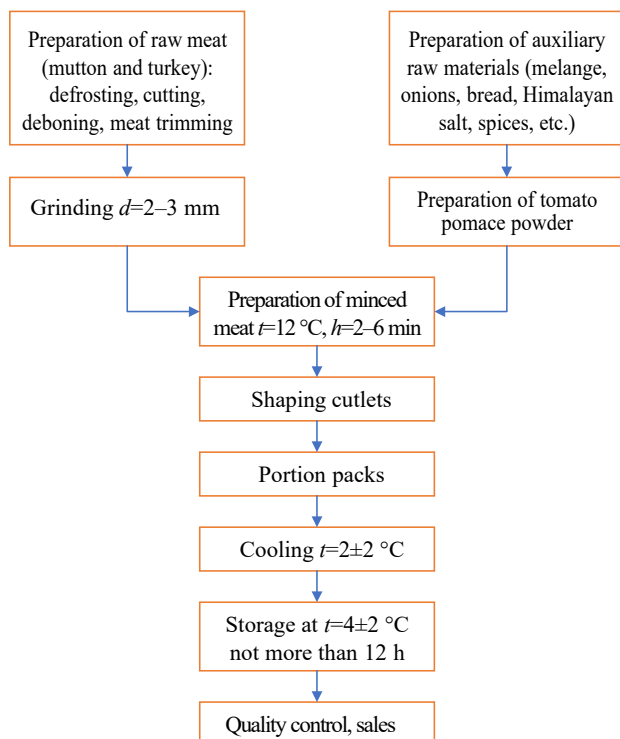 Preparation of raw meat
(mutton and turkey):
defrosting, cutting,
deboning, meat trimming
Preparation of auxiliary
raw materials (melange,
onions, bread, Himalayan
salt, spices, etc.)
Grinding d=2–3 mm
Preparation of tomato
pomace powder
Preparation of minced
meat t=12 °C, h=2–6 min
Shaping cutlets
Portion packs
Cooling t=2±2 °C
Storage at t=4±2 °C
not more than 12 h
Quality control, sales